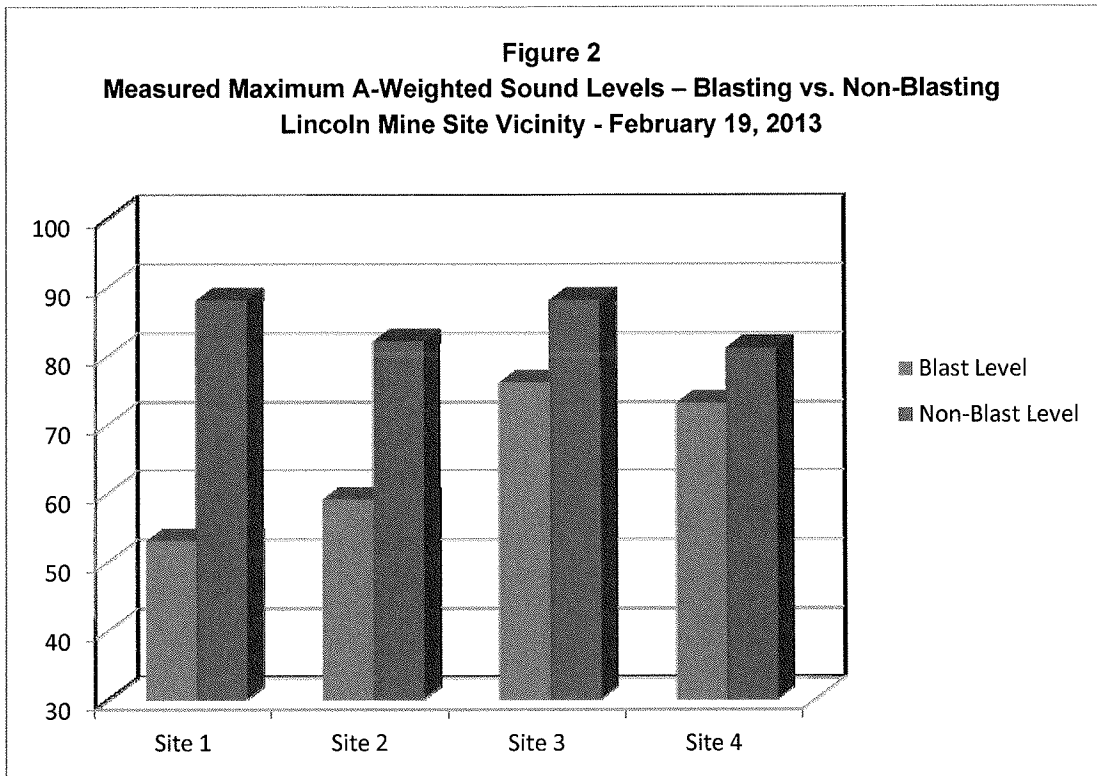 Figure 2
Measured Maximum A-Weighted Sound Levels – Blasting vs. Non-Blasting
Lincoln Mine Site Vicinity - February 19, 2013
100
90
80
70
60
50
40
30
Site 1
Site 2
Site 3
Site 4
Blast Level
Non-Blast Level